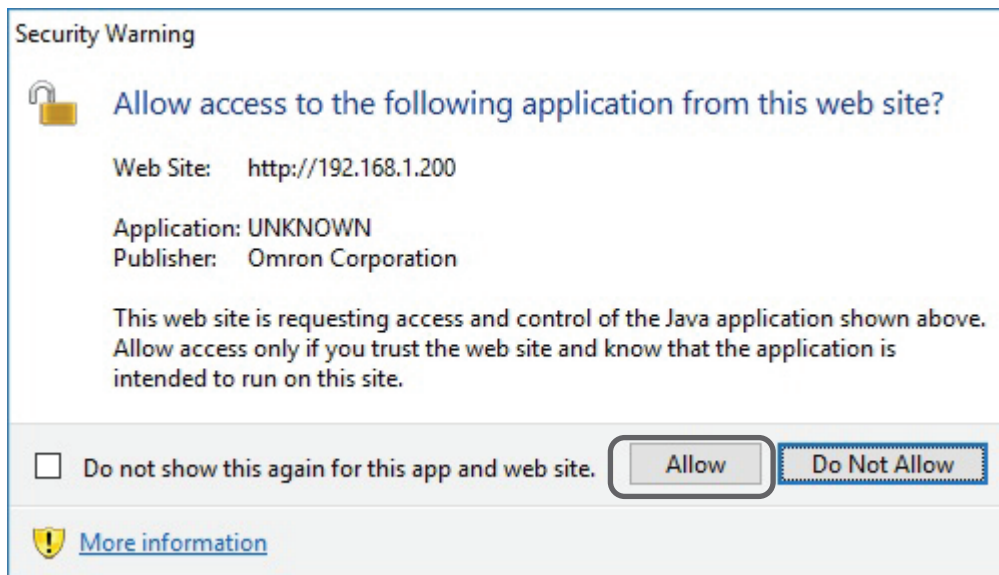 Security Warning
Allow access to the following application from this web site?
Web Site: http://192.168.1.200
Application: UNKNOWN
Publisher: Omron Corporation
This web site is requesting access and control of the Java application shown above.
Allow access only if you trust the web site and know that the application is
intended to run on this site.
Do not show this again for this app and web site. Allow Do Not Allow
More information